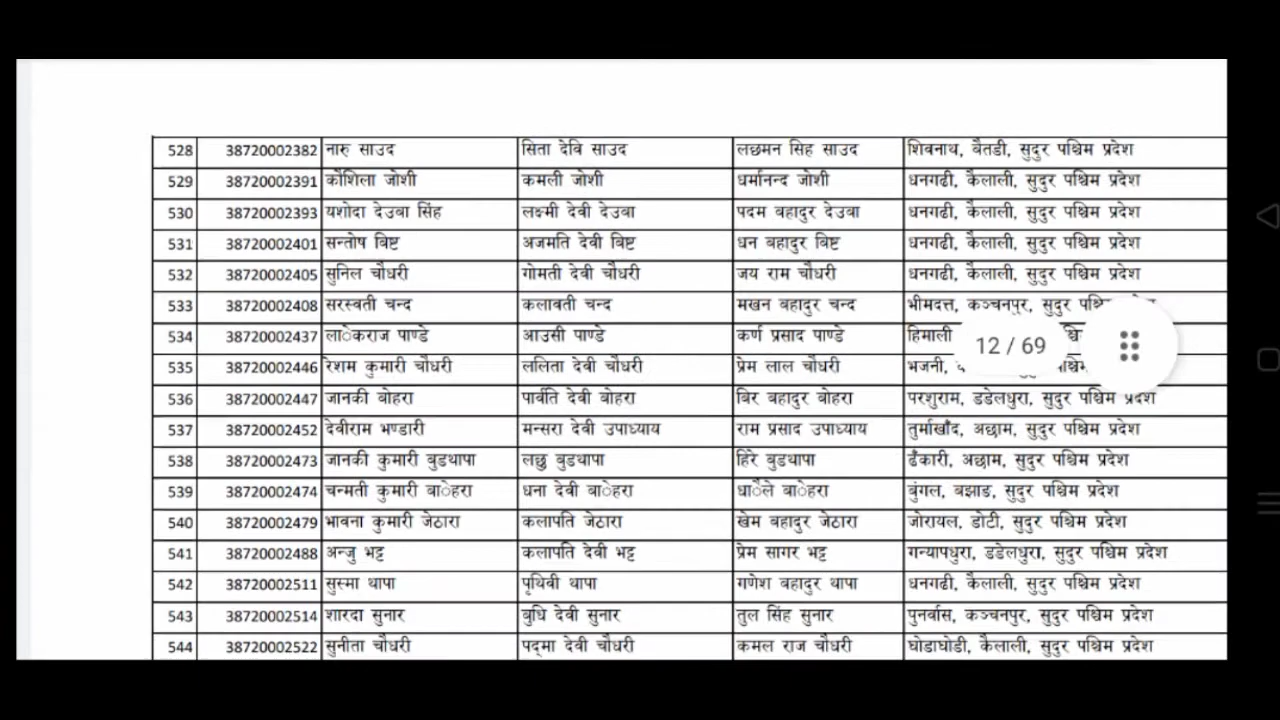 528 38720002382 नारु साउद सिता देवि साउद लछमन सिह साउद शिवनाथ, बैतडी, सुदुर पश्चिम प्रदेश
529 38720002391 कौशिला जोशी कमली जोशी धर्मानन्द जोशी धनगढी, कैलाली, सुदुर पश्चिम प्रदेश
530 38720002393 यशोदा देउबा सिंह लक्ष्मी देवी देउबा पदम बहादुर देउबा धनगढी, कैलाली, सुदुर पश्चिम प्रदेश
531 38720002401 सन्तोष बिष्ट अजमति देवी बिष्ट धन बहादुर बिष्ट धनगढी, कैलाली, सुदुर पश्चिम प्रदेश
532 38720002405 सुनिल चौधरी गोमती देवी चौधरी जय राम चौधरी धनगढी, कैलाली, सुदुर पश्चिम प्रदेश
533 38720002408 सरस्वती चन्द कलावती चन्द मखन बहादुर चन्द भीमदत्त, कञ्चनपुर, सुदुर
534 38720002437 लाेकराज पाण्डे आउसी पाण्डे कर्ण प्रसाद पाण्डे हिमाली
12 / 69
535 38720002446 रेशम कुमारी चौधरी ललिता देवी चौधरी प्रेम लाल चौधरी भजनी,
536 38720002447 जानकी बोहरा पार्वति देवी बोहरा बिर बहादुर बोहरा परशुराम, डडेलधुरा, सुदुर पश्चिम प्रदेश
537 38720002452 देवीराम भण्डारी मन्सरा देवी उपाध्याय राम प्रसाद उपाध्याय तुर्माखाँद, अछाम, सुदुर पश्चिम प्रदेश
538 38720002473 जानकी कुमारी बुडथापा लछु बुडथापा हिरे बुडथापा ढँकारी, अछाम, सुदुर पश्चिम प्रदेश
539 38720002474 चन्मती कुमारी बाेहरा धना देवी बाेहरा धाैले बाेहरा बुंगल, बझाङ, सुदुर पश्चिम प्रदेश
540 38720002479 भावना कुमारी जेठारा कलापति जेठारा खेम बहादुर जेठारा जोरायल, डोटी, सुदुर पश्चिम प्रदेश
541 38720002488 अन्जु भट्ट कलापति देवी भट्ट प्रेम सागर भट्ट गन्यापधुरा, डडेलधुरा, सुदुर पश्चिम प्रदेश
542 38720002511 सुस्मा थापा पृथिवी थापा गणेश बहादुर थापा धनगढी, कैलाली, सुदुर पश्चिम प्रदेश
543 38720002514 शारदा सुनार बुधि देवी सुनार तुल सिंह सुनार पुनर्वास, कञ्चनपुर, सुदुर पश्चिम प्रदेश
544 38720002522 सुनीता चौधरी पद्मा देवी चौधरी कमल राज चौधरी घोडाघोडी, कैलाली, सुदुर पश्चिम प्रदेश